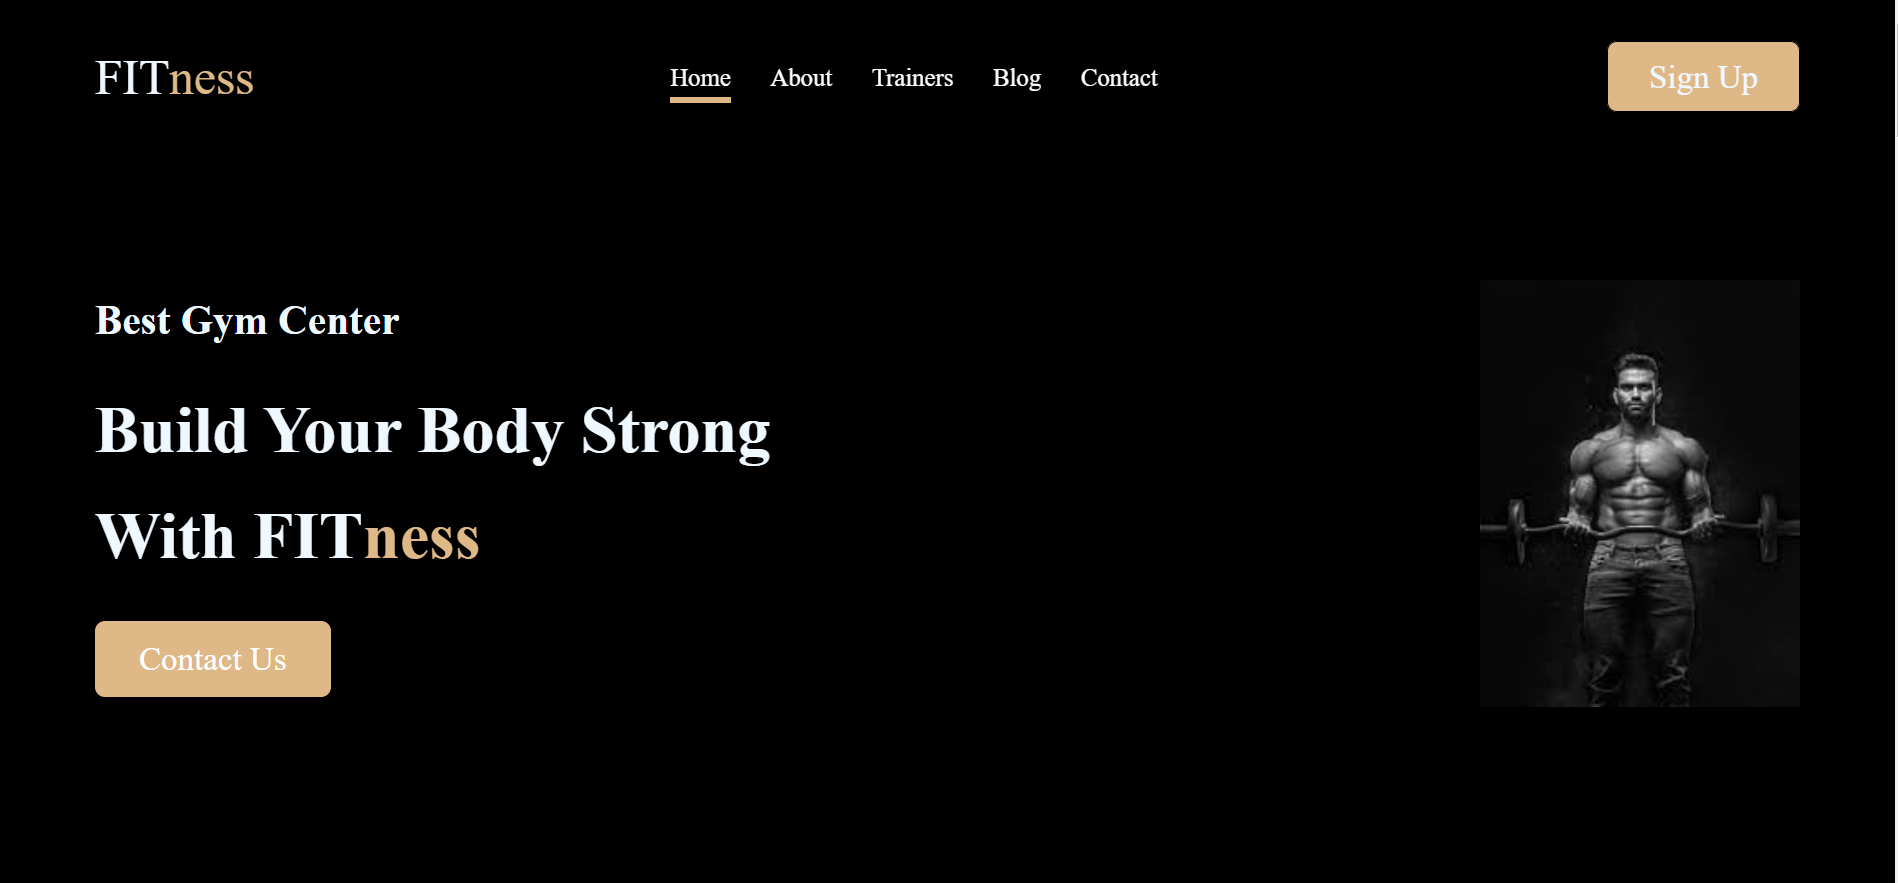 FITness
Home About Trainers Blog Contact
Sign Up
Best Gym Center
Build Your Body Strong
With FITness
Contact Us